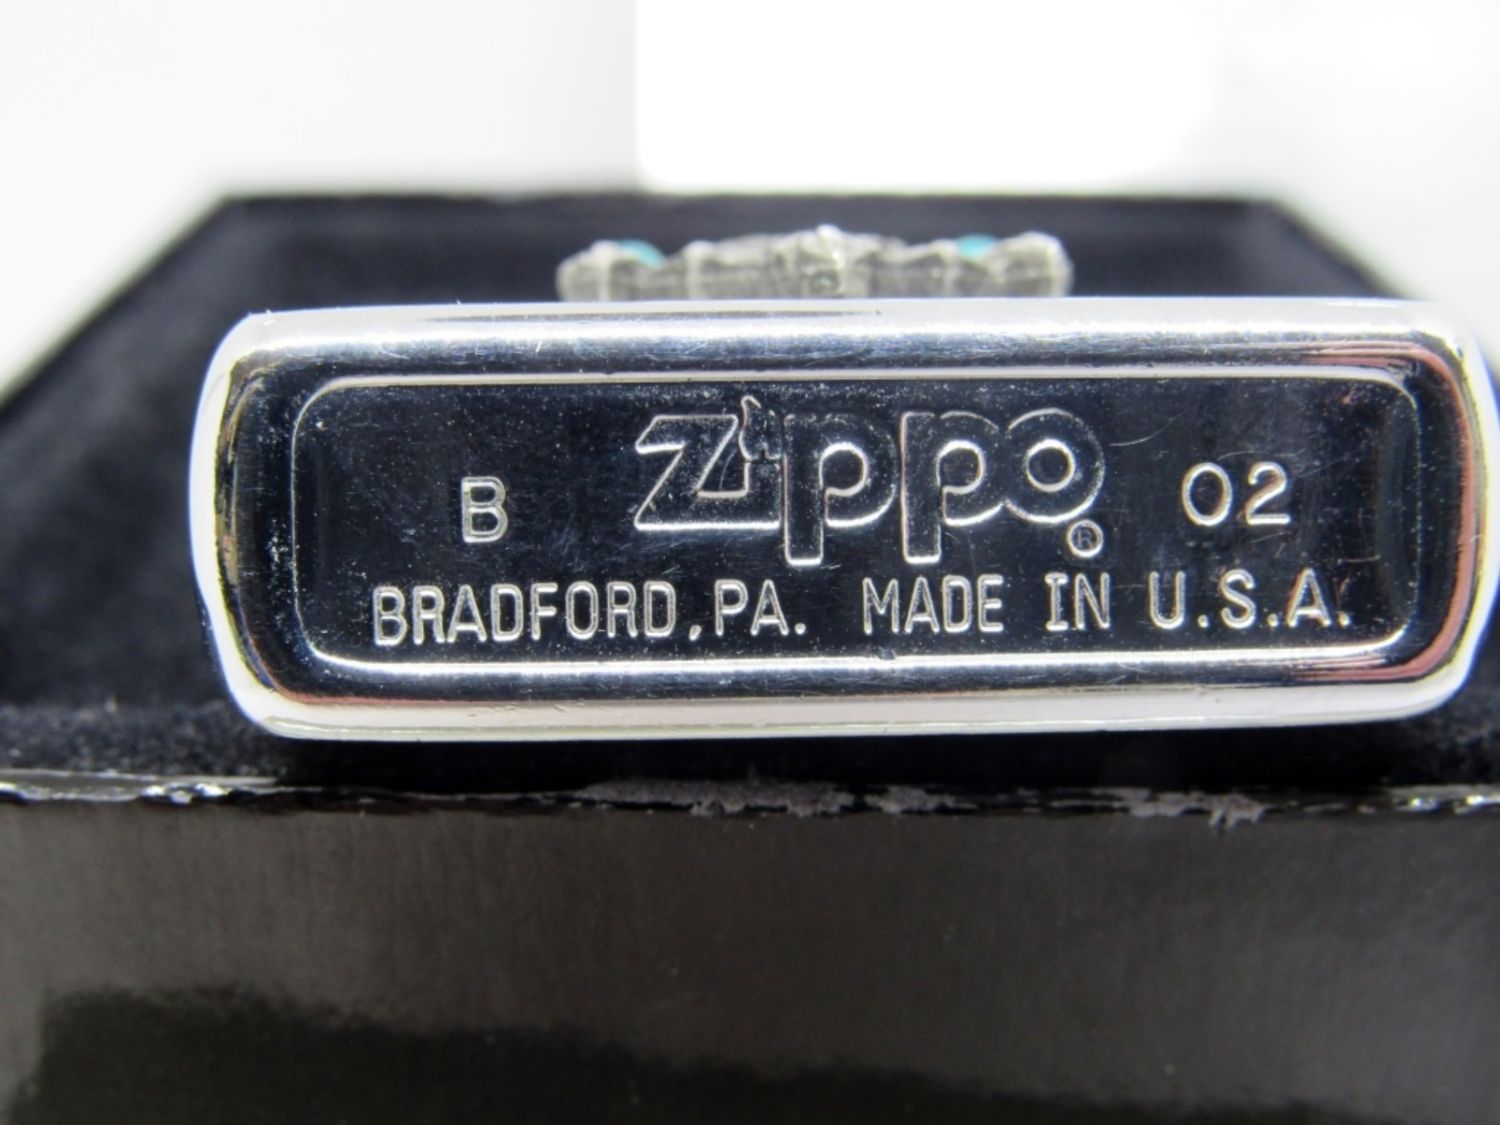 B Zippo® 02
BRADFORD, PA. MADE IN U.S.A.